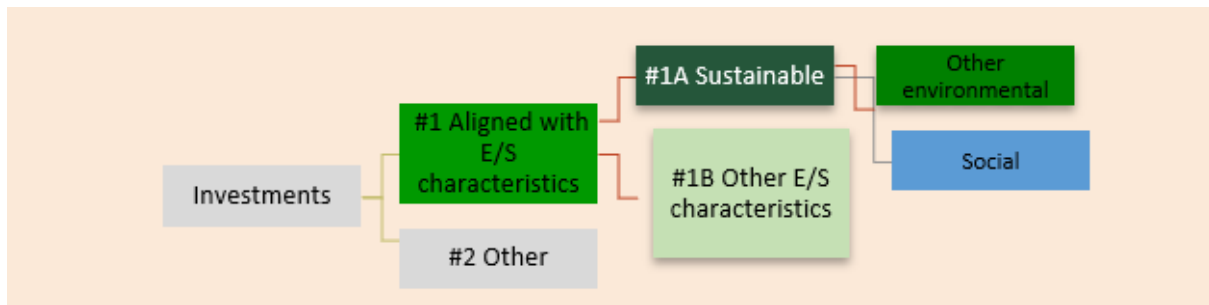 Investments
#1 Aligned with
E/S
characteristics
#2 Other
#1A Sustainable
#1B Other E/S
characteristics
Other
environmental
Social